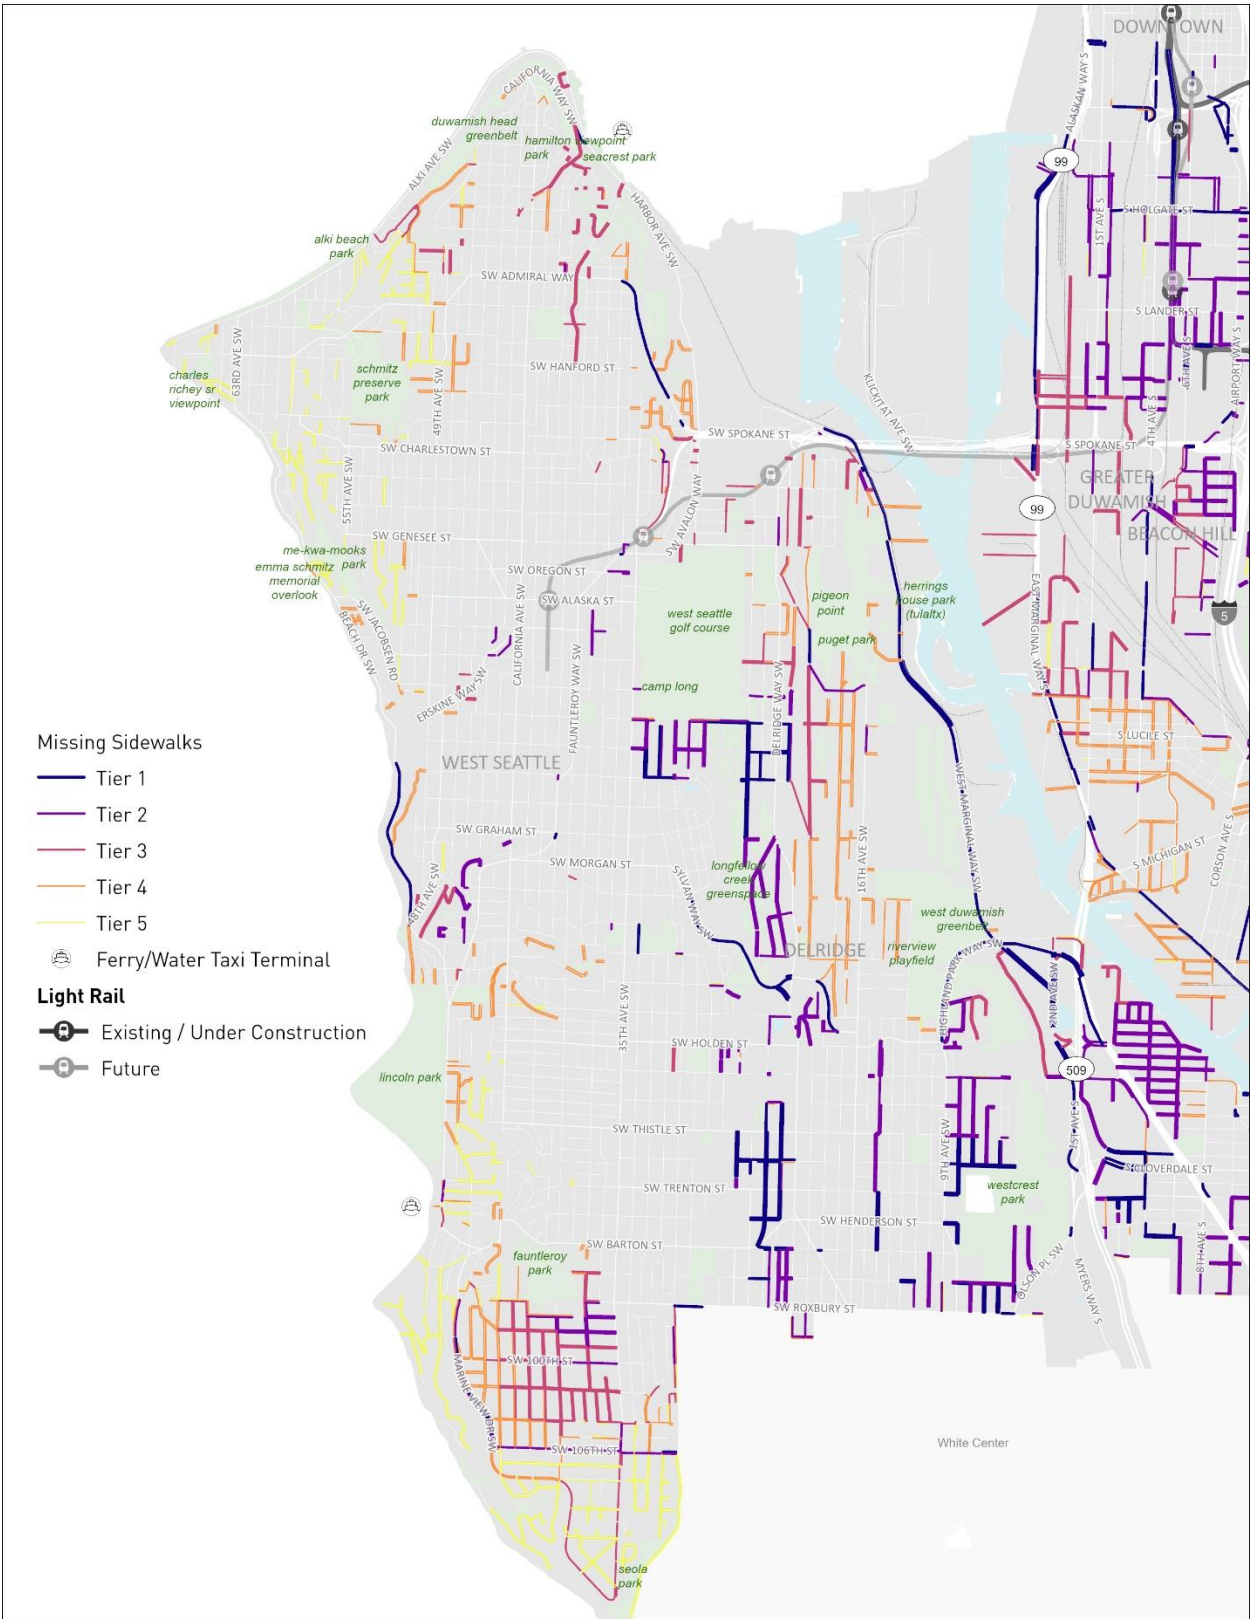 DOWNTOWN
CALIFORNIA WAY SW
ALASKAN WAY S
duwamish head
greenbelt
hamilton viewpoint
park
seacrest park
ALKI AVE SW
99
HARBOR AVE SW
1ST AVE S
S HOLGATE ST
alki beach
park
SW ADMIRAL WAY
S LANDER ST
63RD AVE SW
6TH AVE S
AIRPORT WAY S
SW HANFORD ST
charles
richey sr
viewpoint
schmitz
preserve
park
49TH AVE SW
KLICKITAT AVE SW
4TH AVE S
SW SPOKANE ST
S SPOKANE ST
SW CHARLESTOWN ST
55TH AVE SW
GREATER
DUWAMISH
99
SW AVALON WAY
BEACON HILL
SW GENESEE ST
me-kwa-mooks
park
emma schmitz
memorial
overlook
SW OREGON ST
SW ALASKA ST
herrings
house park
(tulaltx)
pigeon
point
west seattle
golf course
5
SW JACOBSEN RD
BEACH DR SW
CALIFORNIA AVE SW
EAST MARGINAL WAY S
puget park
FAUNTLEROY WAY SW
DELRIDGE WAY SW
camp long
ERSKINE WAY SW
S LUCILE ST
Missing Sidewalks
WEST SEATTLE
Tier 1
WEST MARGINAL WAY SW
Tier 2
SW GRAHAM ST
16TH AVE SW
S MICHIGAN ST
CORSON AVE S
Tier 3
SW MORGAN ST
longfellow
creek
greenspace
SYLVAN WAY SW
48TH AVE SW
Tier 4
west duwamish
greenbelt
Tier 5
DELRIDGE
riverview
playfield
HIGHLAND PARK WAY SW
Ferry/Water Taxi Terminal
2ND AVE SW
Light Rail
35TH AVE SW
Existing / Under Construction
SW HOLDEN ST
Future
509
lincoln park
SW THISTLE ST
9TH AVE SW
1ST AVE S
S CLOVERDALE ST
SW TRENTON ST
westcrest
park
SW HENDERSON ST
SW BARTON ST
8TH AVE S
fauntleroy
park
OLSON PL SW
MYERS WAY S
SW ROXBURY ST
SW 100TH ST
MARINE VIEW DR SW
White Center
SW 106TH ST
seola
park